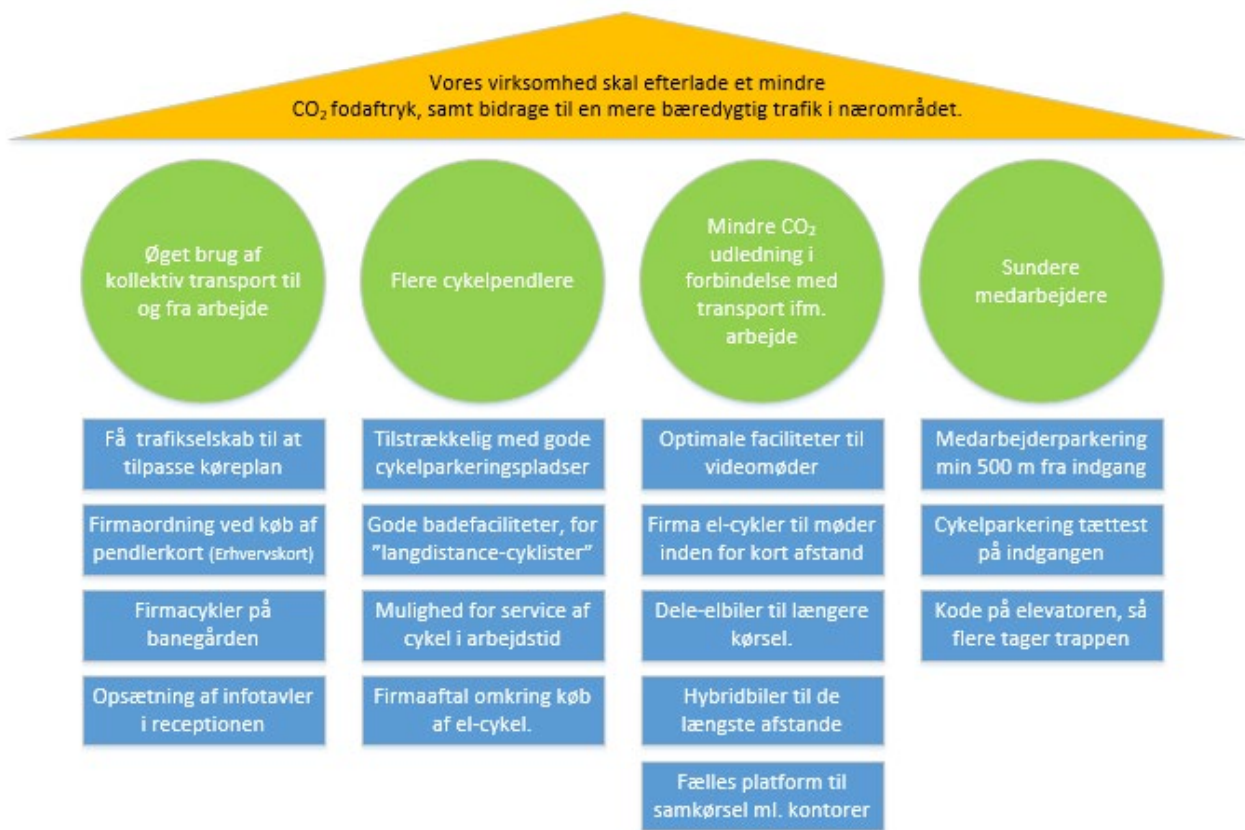 Vores virksomhed skal efterlade et mindre
CO₂ fodaftryk, samt bidrage til en mere bæredygtig trafik i nærområdet.
Øget brug af
kollektiv transport til
og fra arbejde
Få trafikselskab til at
tilpasse køreplan
Firmaordning ved køb af
pendlerkort (Erhvervskort)
Firmacykler på
banegården
Opsætning af infotavler
i receptionen
Flere cykelpendlere
Tilstrækkelig med gode
cykelparkeringspladser
Gode badefaciliteter, for
”langdistance-cyklister”
Mulighed for service af
cykel i arbejdstid
Firmaaftal omkring køb
af el-cykel.
Mindre CO₂
udledning i
forbindelse med
transport ifm.
arbejde
Optimale faciliteter til
videomøder
Firma el-cykler til møder
inden for kort afstand
Dele-elbiler til længere
kørsel.
Hybridbiler til de
længste afstande
Fælles platform til
samkørsel ml. kontorer
Sundere
medarbejdere
Medarbejderparkering
min 500 m fra indgang
Cykelparkering tættest
på indgangen
Kode på elevatoren, så
flere tager trappen